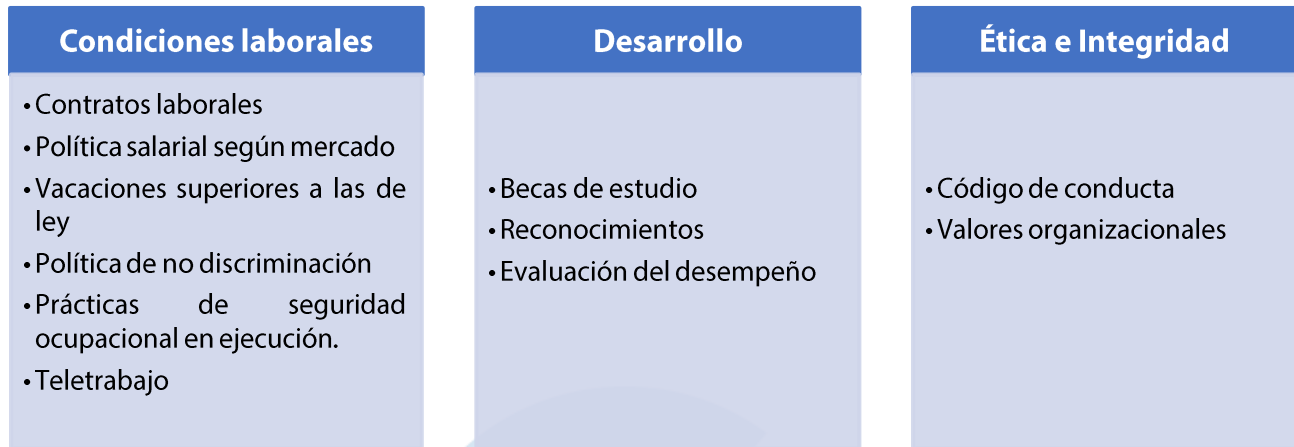 Condiciones laborales
• Contratos laborales
• Política salarial según mercado
• Vacaciones superiores a las de
ley
• Política de no discriminación
• Prácticas de seguridad
ocupacional en ejecución.
• Teletrabajo
Desarrollo
• Becas de estudio
• Reconocimientos
• Evaluación del desempeño
Ética e Integridad
• Código de conducta
• Valores organizacionales